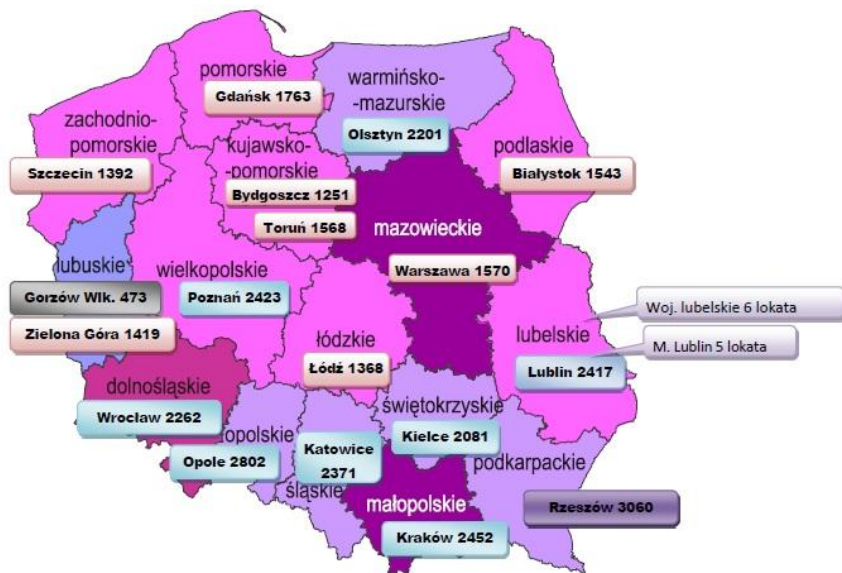 pomorskie
Gdańsk 1763
warmińsko-
-mazurskie
Olsztyn 2201
zachodnio-
pomorskie
Szczecin 1392
kujawsko-
-pomorskie
Bydgoszcz 1251
Toruń 1568
podlaskie
Białystok 1543
mazowieckie
Warszawa 1570
lubuskie
Gorzów Wlk. 473
Zielona Góra 1419
wielkopolskie
Poznań 2423
łódzkie
Łódź 1368
lubelskie
Lublin 2417
Woj. lubelskie 6 lokata
M. Lublin 5 lokata
dolnośląskie
Wrocław 2262
opolskie
Opole 2802
Katowice
2371
śląskie
świętokrzyskie
Kielce 2081
podkarpackie
Rzeszów 3060
małopolskie
Kraków 2452